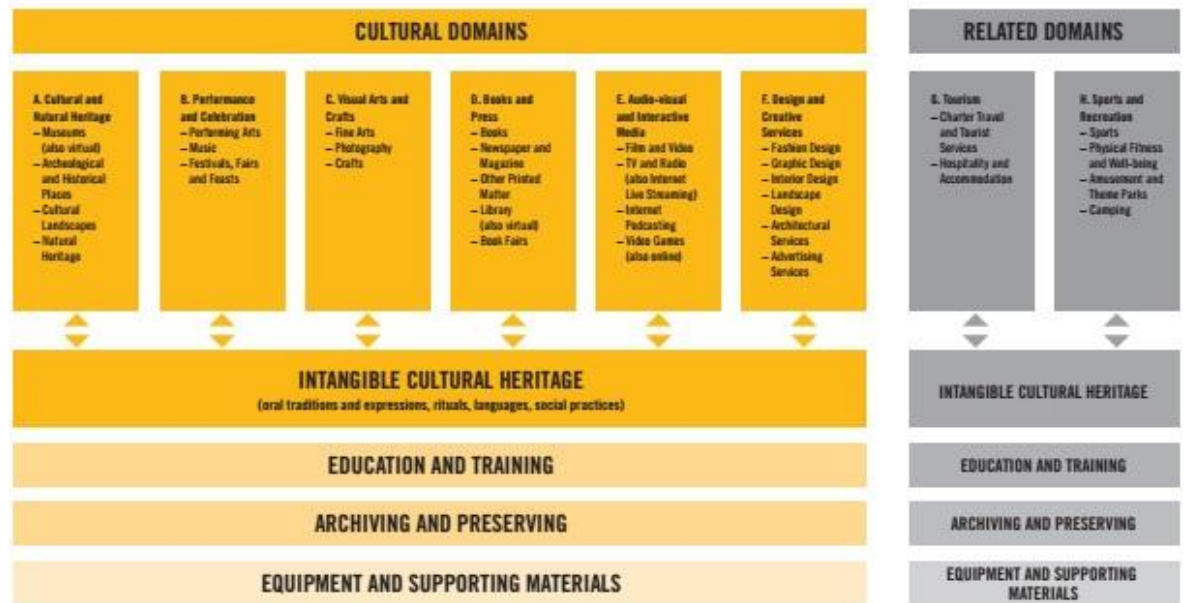 CULTURAL DOMAINS
RELATED DOMAINS
A. Cultural and
Natural Heritage
– Museums
(also virtual)
– Archeological
and Historical
Places
– Cultural
Landscapes
– Natural
Heritage
B. Performance
and Celebration
– Performing Arts
– Music
– Festivals, Fairs
and Feasts
C. Visual Arts and
Crafts
– Fine Arts
– Photography
– Crafts
D. Books and
Press
– Books
– Newspaper and
Magazine
– Other Printed
Matter
– Library
(also virtual)
– Book Fairs
E. Audio-visual
and Interactive
Media
– Film and Video
– TV and Radio
(also Internet
Live Streaming)
– Internet
Podcasting
– Video Games
(also online)
F. Design and
Creative
Services
– Fashion Design
– Graphic Design
– Interior Design
– Landscape
Design
– Architectural
Services
– Advertising
Services
G. Tourism
– Charter Travel
and Tourist
Services
– Hospitality and
Accommodation
H. Sports and
Recreation
– Sports
– Physical Fitness
and Well-being
– Amusement and
Theme Parks
– Camping
INTANGIBLE CULTURAL HERITAGE
(oral traditions and expressions, rituals, languages, social practices)
INTANGIBLE CULTURAL HERITAGE
EDUCATION AND TRAINING
EDUCATION AND TRAINING
ARCHIVING AND PRESERVING
ARCHIVING AND PRESERVING
EQUIPMENT AND SUPPORTING MATERIALS
EQUIPMENT AND SUPPORTING
MATERIALS